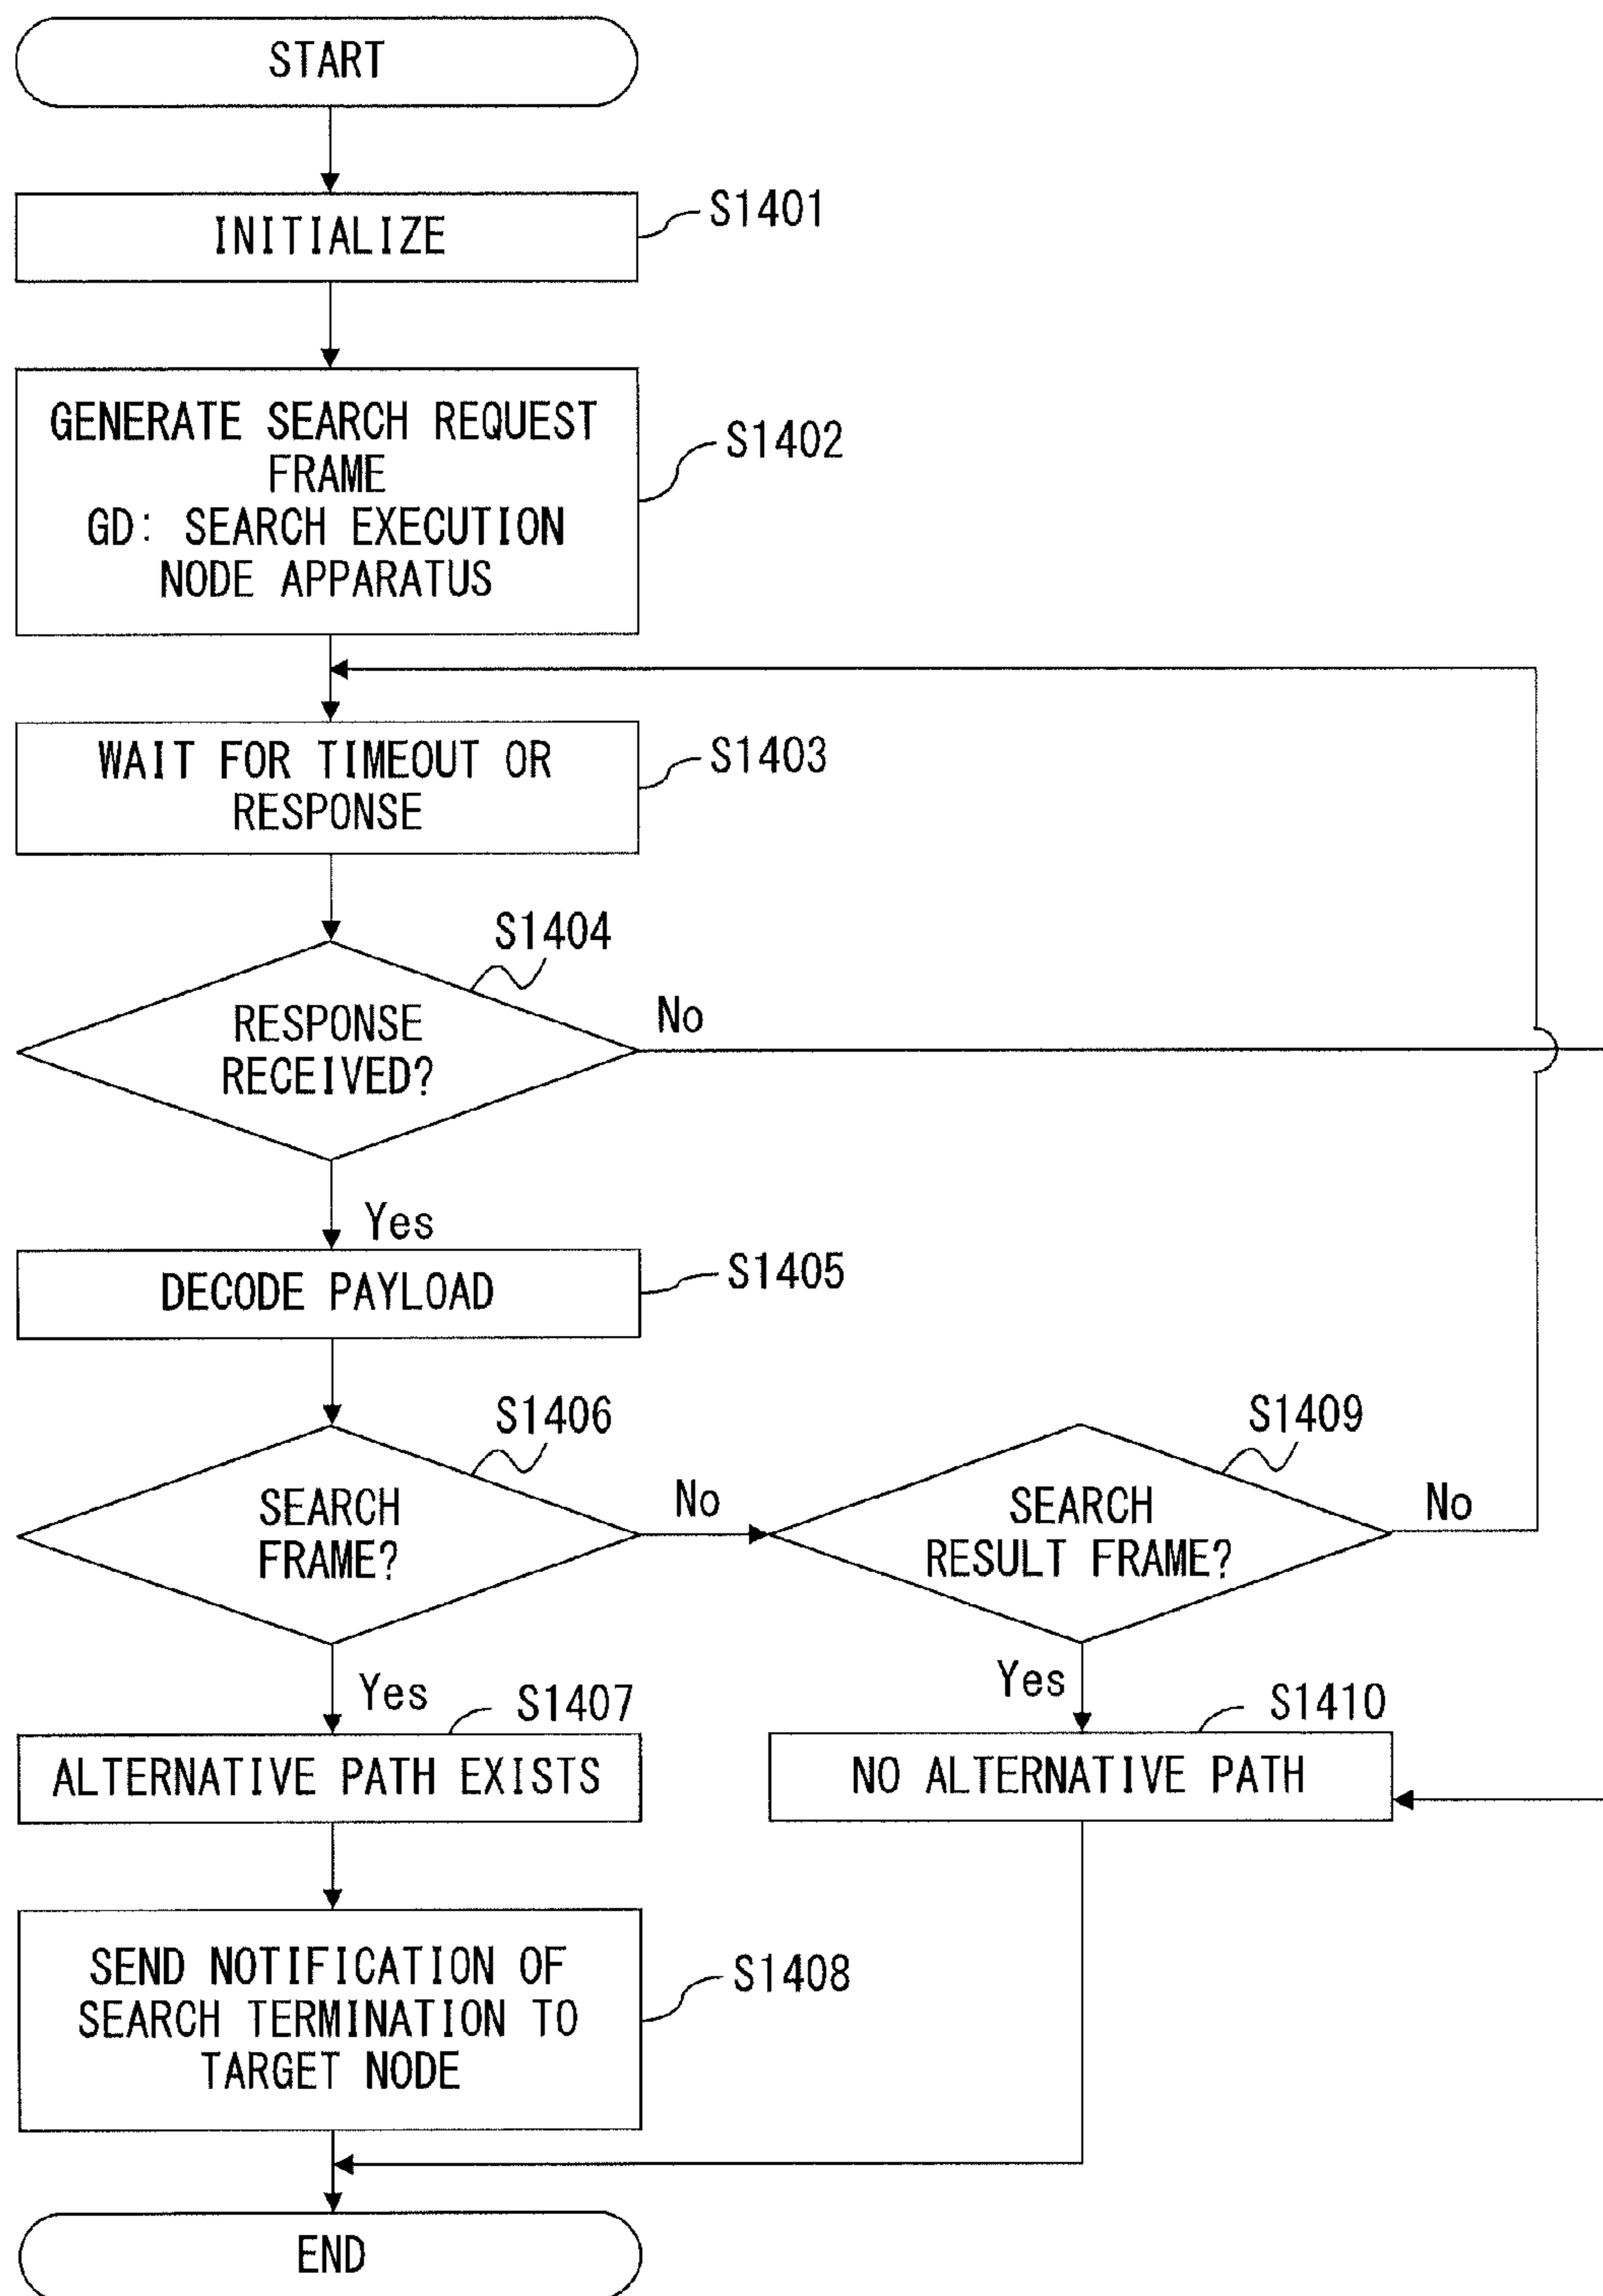 START
INITIALIZE
S1401
GENERATE SEARCH REQUEST
FRAME
GD: SEARCH EXECUTION
NODE APPARATUS
S1402
WAIT FOR TIMEOUT OR
RESPONSE
S1403
S1404
RESPONSE
RECEIVED?
No
Yes
DECODE PAYLOAD
S1405
S1406
SEARCH
FRAME?
No
S1409
SEARCH
RESULT FRAME?
No
Yes
S1407
ALTERNATIVE PATH EXISTS
Yes
S1410
NO ALTERNATIVE PATH
SEND NOTIFICATION OF
SEARCH TERMINATION TO
TARGET NODE
S1408
END